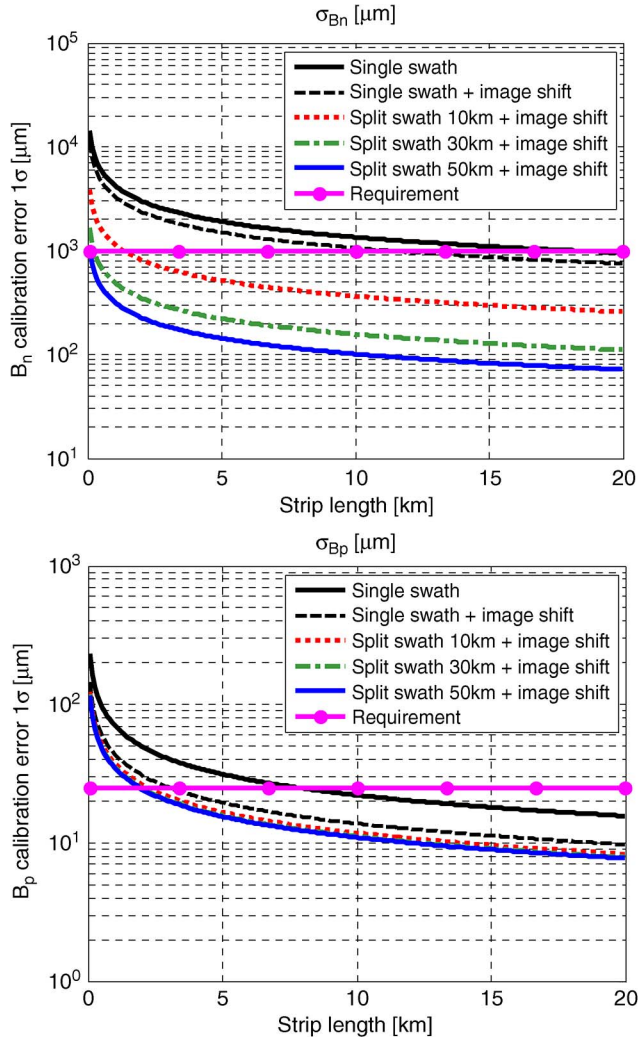 σBn [μm]
10^5
10^4
10^3
10^2
10^1
Bn calibration error 1σ [μm]
Single swath
Single swath + image shift
Split swath 10km + image shift
Split swath 30km + image shift
Split swath 50km + image shift
Requirement
0 5 10 15 20
Strip length [km]
σBp [μm]
10^3
10^2
10^1
10^0
Bp calibration error 1σ [μm]
Single swath
Single swath + image shift
Split swath 10km + image shift
Split swath 30km + image shift
Split swath 50km + image shift
Requirement
0 5 10 15 20
Strip length [km]